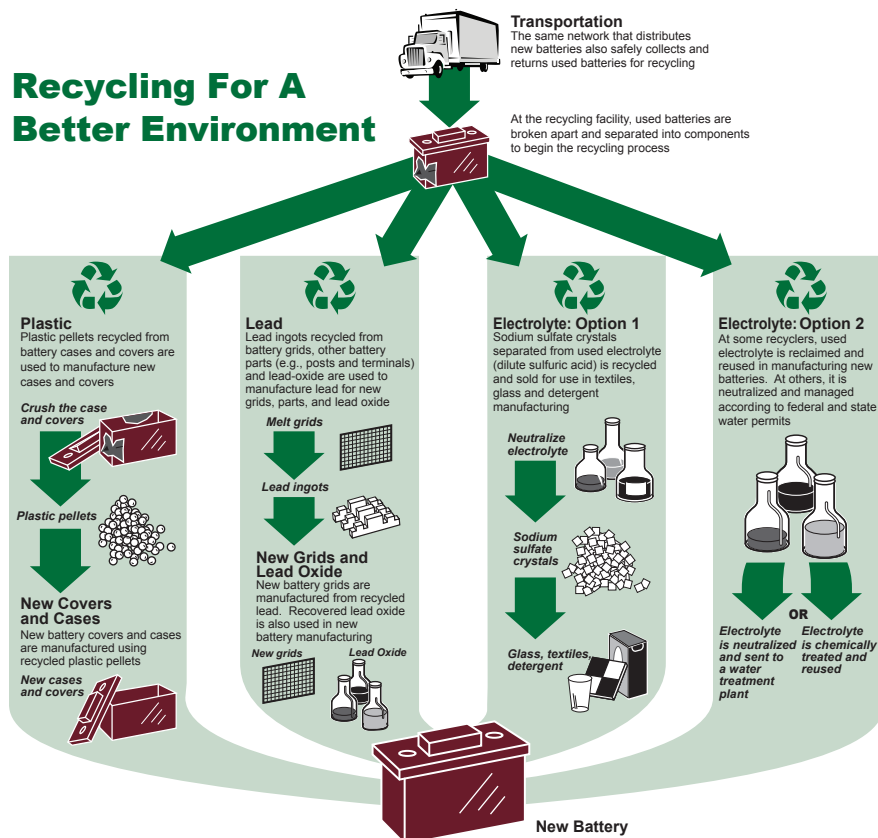 Transportation
The same network that distributes
new batteries also safely collects and
returns used batteries for recycling
Recycling For A
Better Environment
At the recycling facility, used batteries are
broken apart and separated into components
to begin the recycling process
Plastic
Plastic pellets recycled from
battery cases and covers are
used to manufacture new
cases and covers
Crush the case
and covers
Plastic pellets
New Covers
and Cases
New battery covers and cases
are manufactured using
recycled plastic pellets
New cases
and covers
Lead
Lead ingots recycled from
battery grids, other battery
parts (e.g., posts and terminals)
and lead-oxide are used to
manufacture lead for new
grids, parts, and lead oxide
Melt grids
Lead ingots
New Grids and
Lead Oxide
New battery grids are
manufactured from recycled
lead. Recovered lead oxide
is also used in new
battery manufacturing
New grids
Lead Oxide
Electrolyte: Option 1
Sodium sulfate crystals
separated from used electrolyte
(dilute sulfuric acid) is recycled
and sold for use in textiles,
glass and detergent
manufacturing
Neutralize
electrolyte
Sodium
sulfate
crystals
Glass, textiles,
detergent
Electrolyte: Option 2
At some recyclers, used
electrolyte is reclaimed and
reused in manufacturing new
batteries. At others, it is
neutralized and managed
according to federal and state
water permits
OR
Electrolyte
is neutralized
and sent to
a water
treatment
plant
Electrolyte
is chemically
treated and
reused
New Battery